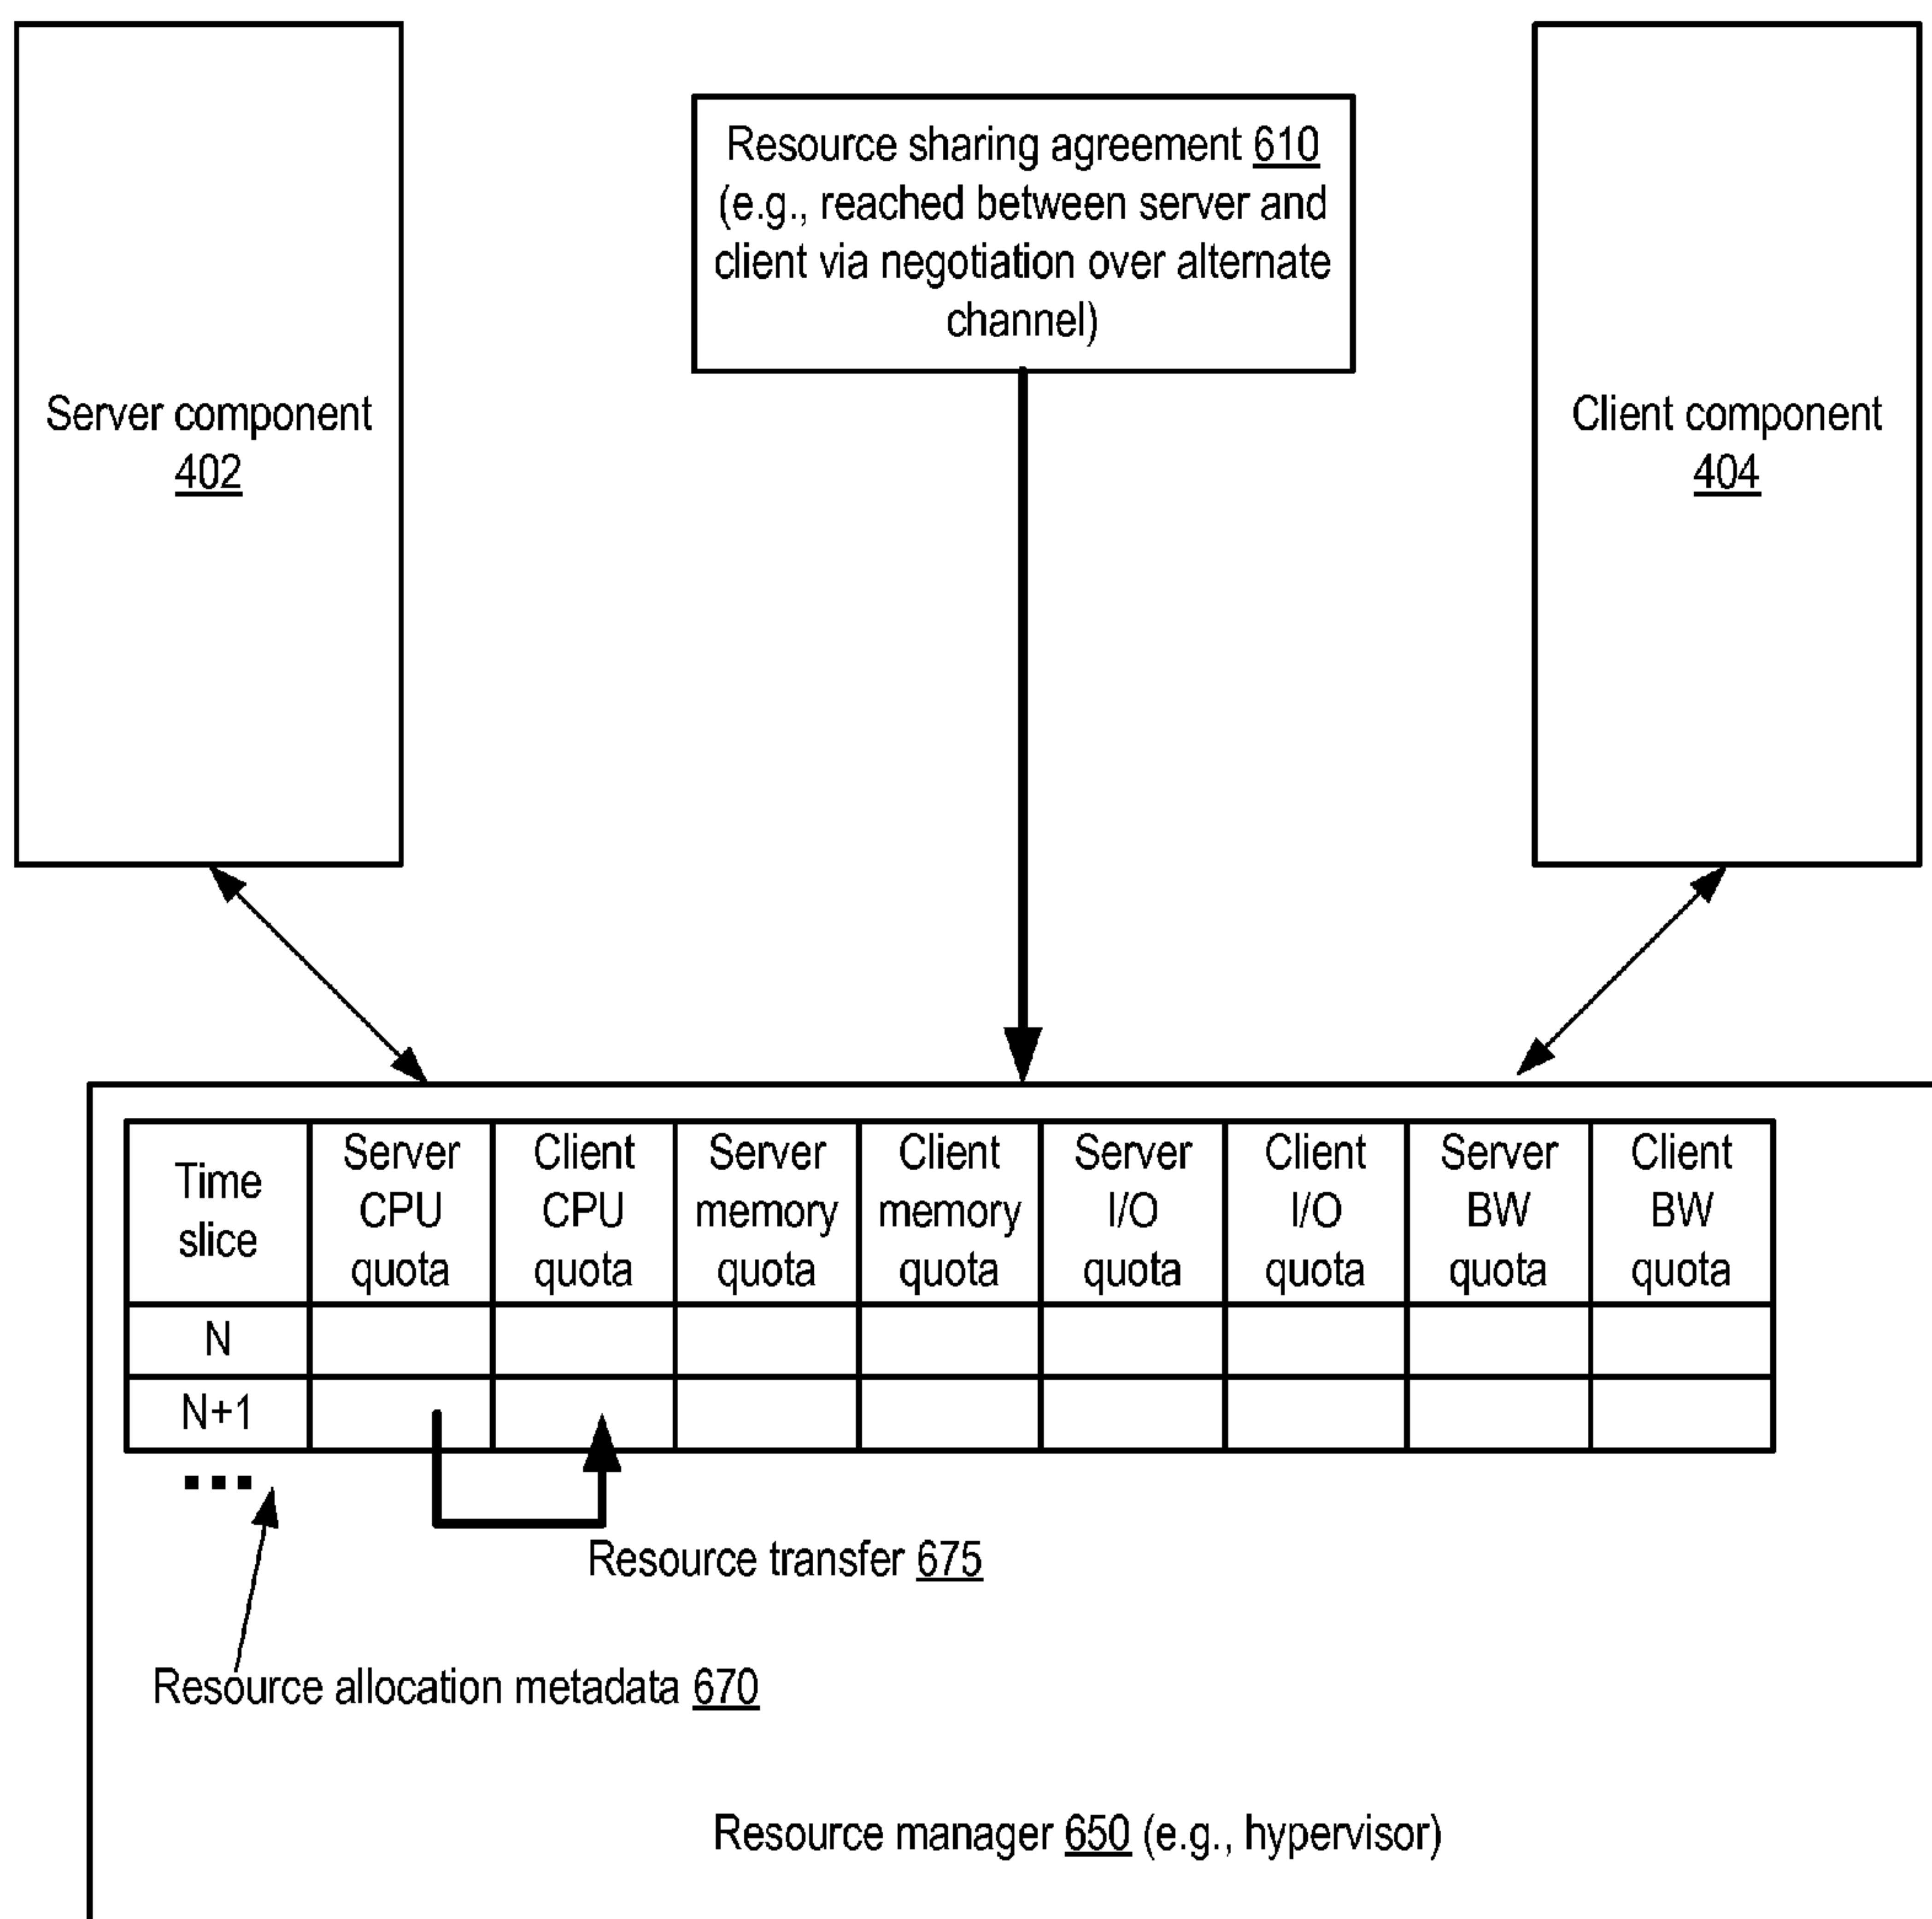 Server component
402
Resource sharing agreement 610
(e.g., reached between server and
client via negotiation over alternate
channel)
Client component
404
Time
slice
Server
CPU
quota
Client
CPU
quota
Server
memory
quota
Client
memory
quota
Server
I/O
quota
Client
I/O
quota
Server
BW
quota
Client
BW
quota
N
N+1
...
Resource transfer 675
Resource allocation metadata 670
Resource manager 650 (e.g., hypervisor)